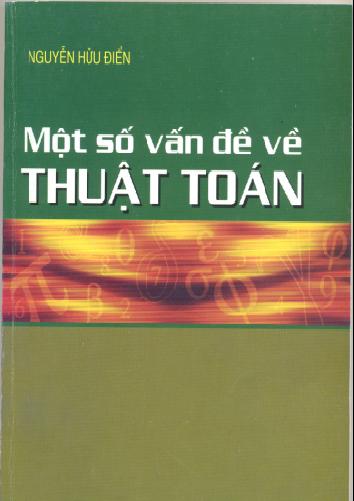 NGUYỄN HỮU ĐIỂN
Một số vấn đề về
THUẬT TOÁN